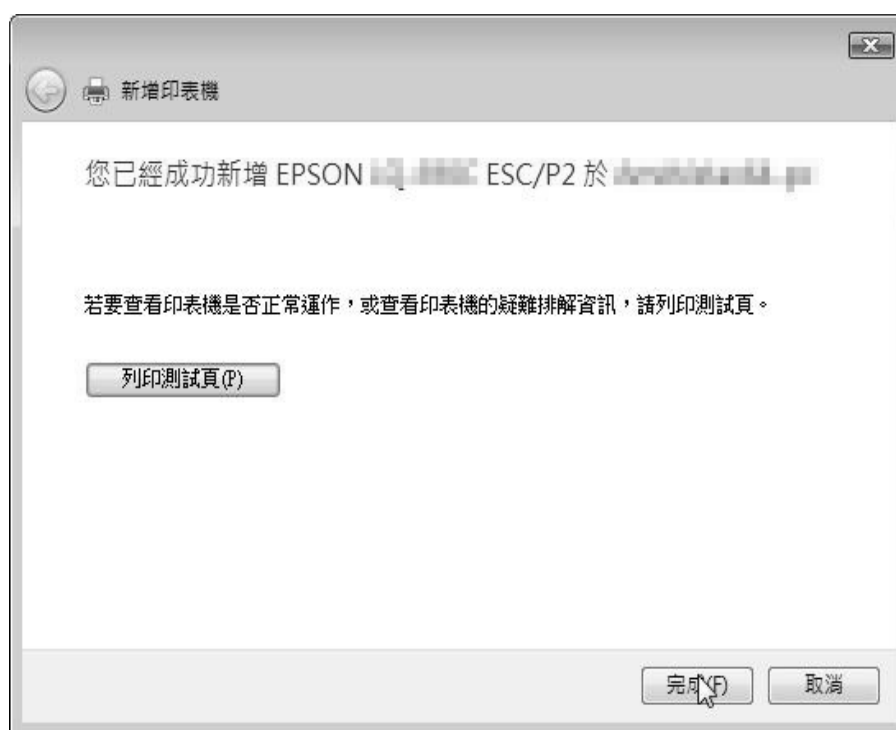 新增印表機
您已經成功新增 EPSON ESC/P2 於
若要查看印表機是否正常運作，或查看印表機的疑難排解資訊，請列印測試頁。
列印測試頁(P)
完成(F) 取消